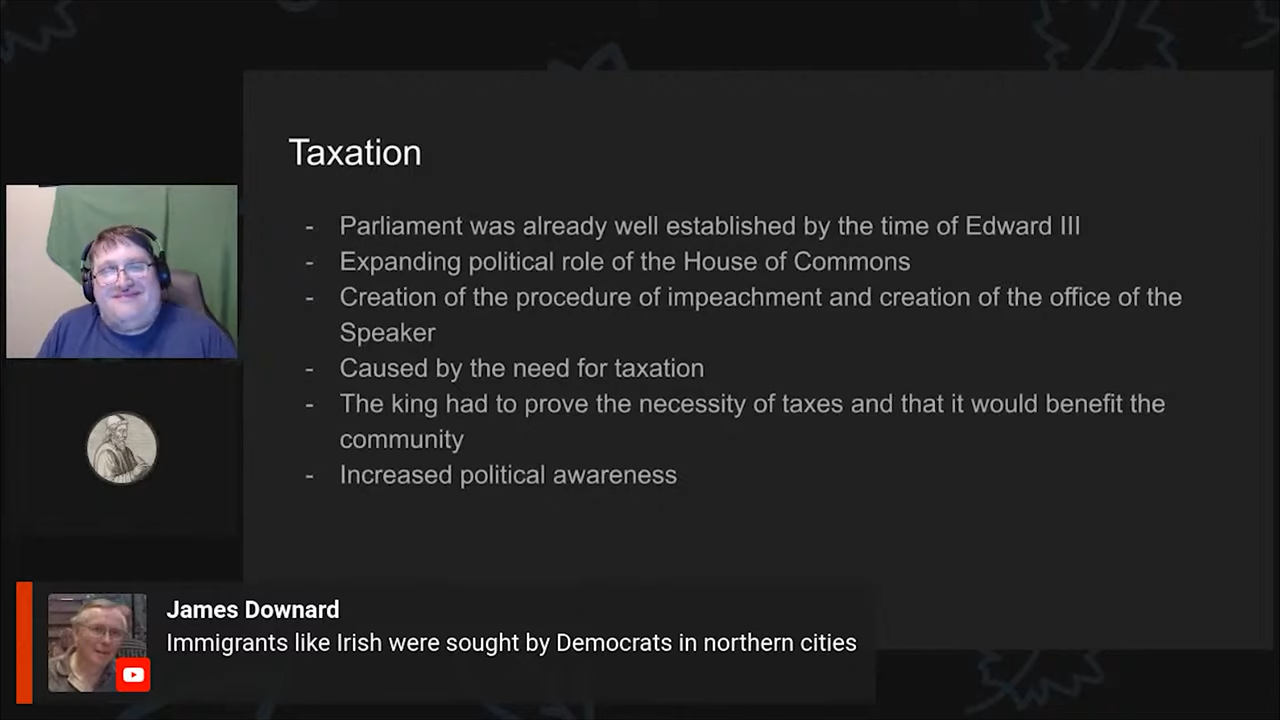 Taxation
- Parliament was already well established by the time of Edward III
- Expanding political role of the House of Commons
- Creation of the procedure of impeachment and creation of the office of the
Speaker
- Caused by the need for taxation
- The king had to prove the necessity of taxes and that it would benefit the
community
- Increased political awareness
James Downard
Immigrants like Irish were sought by Democrats in northern cities